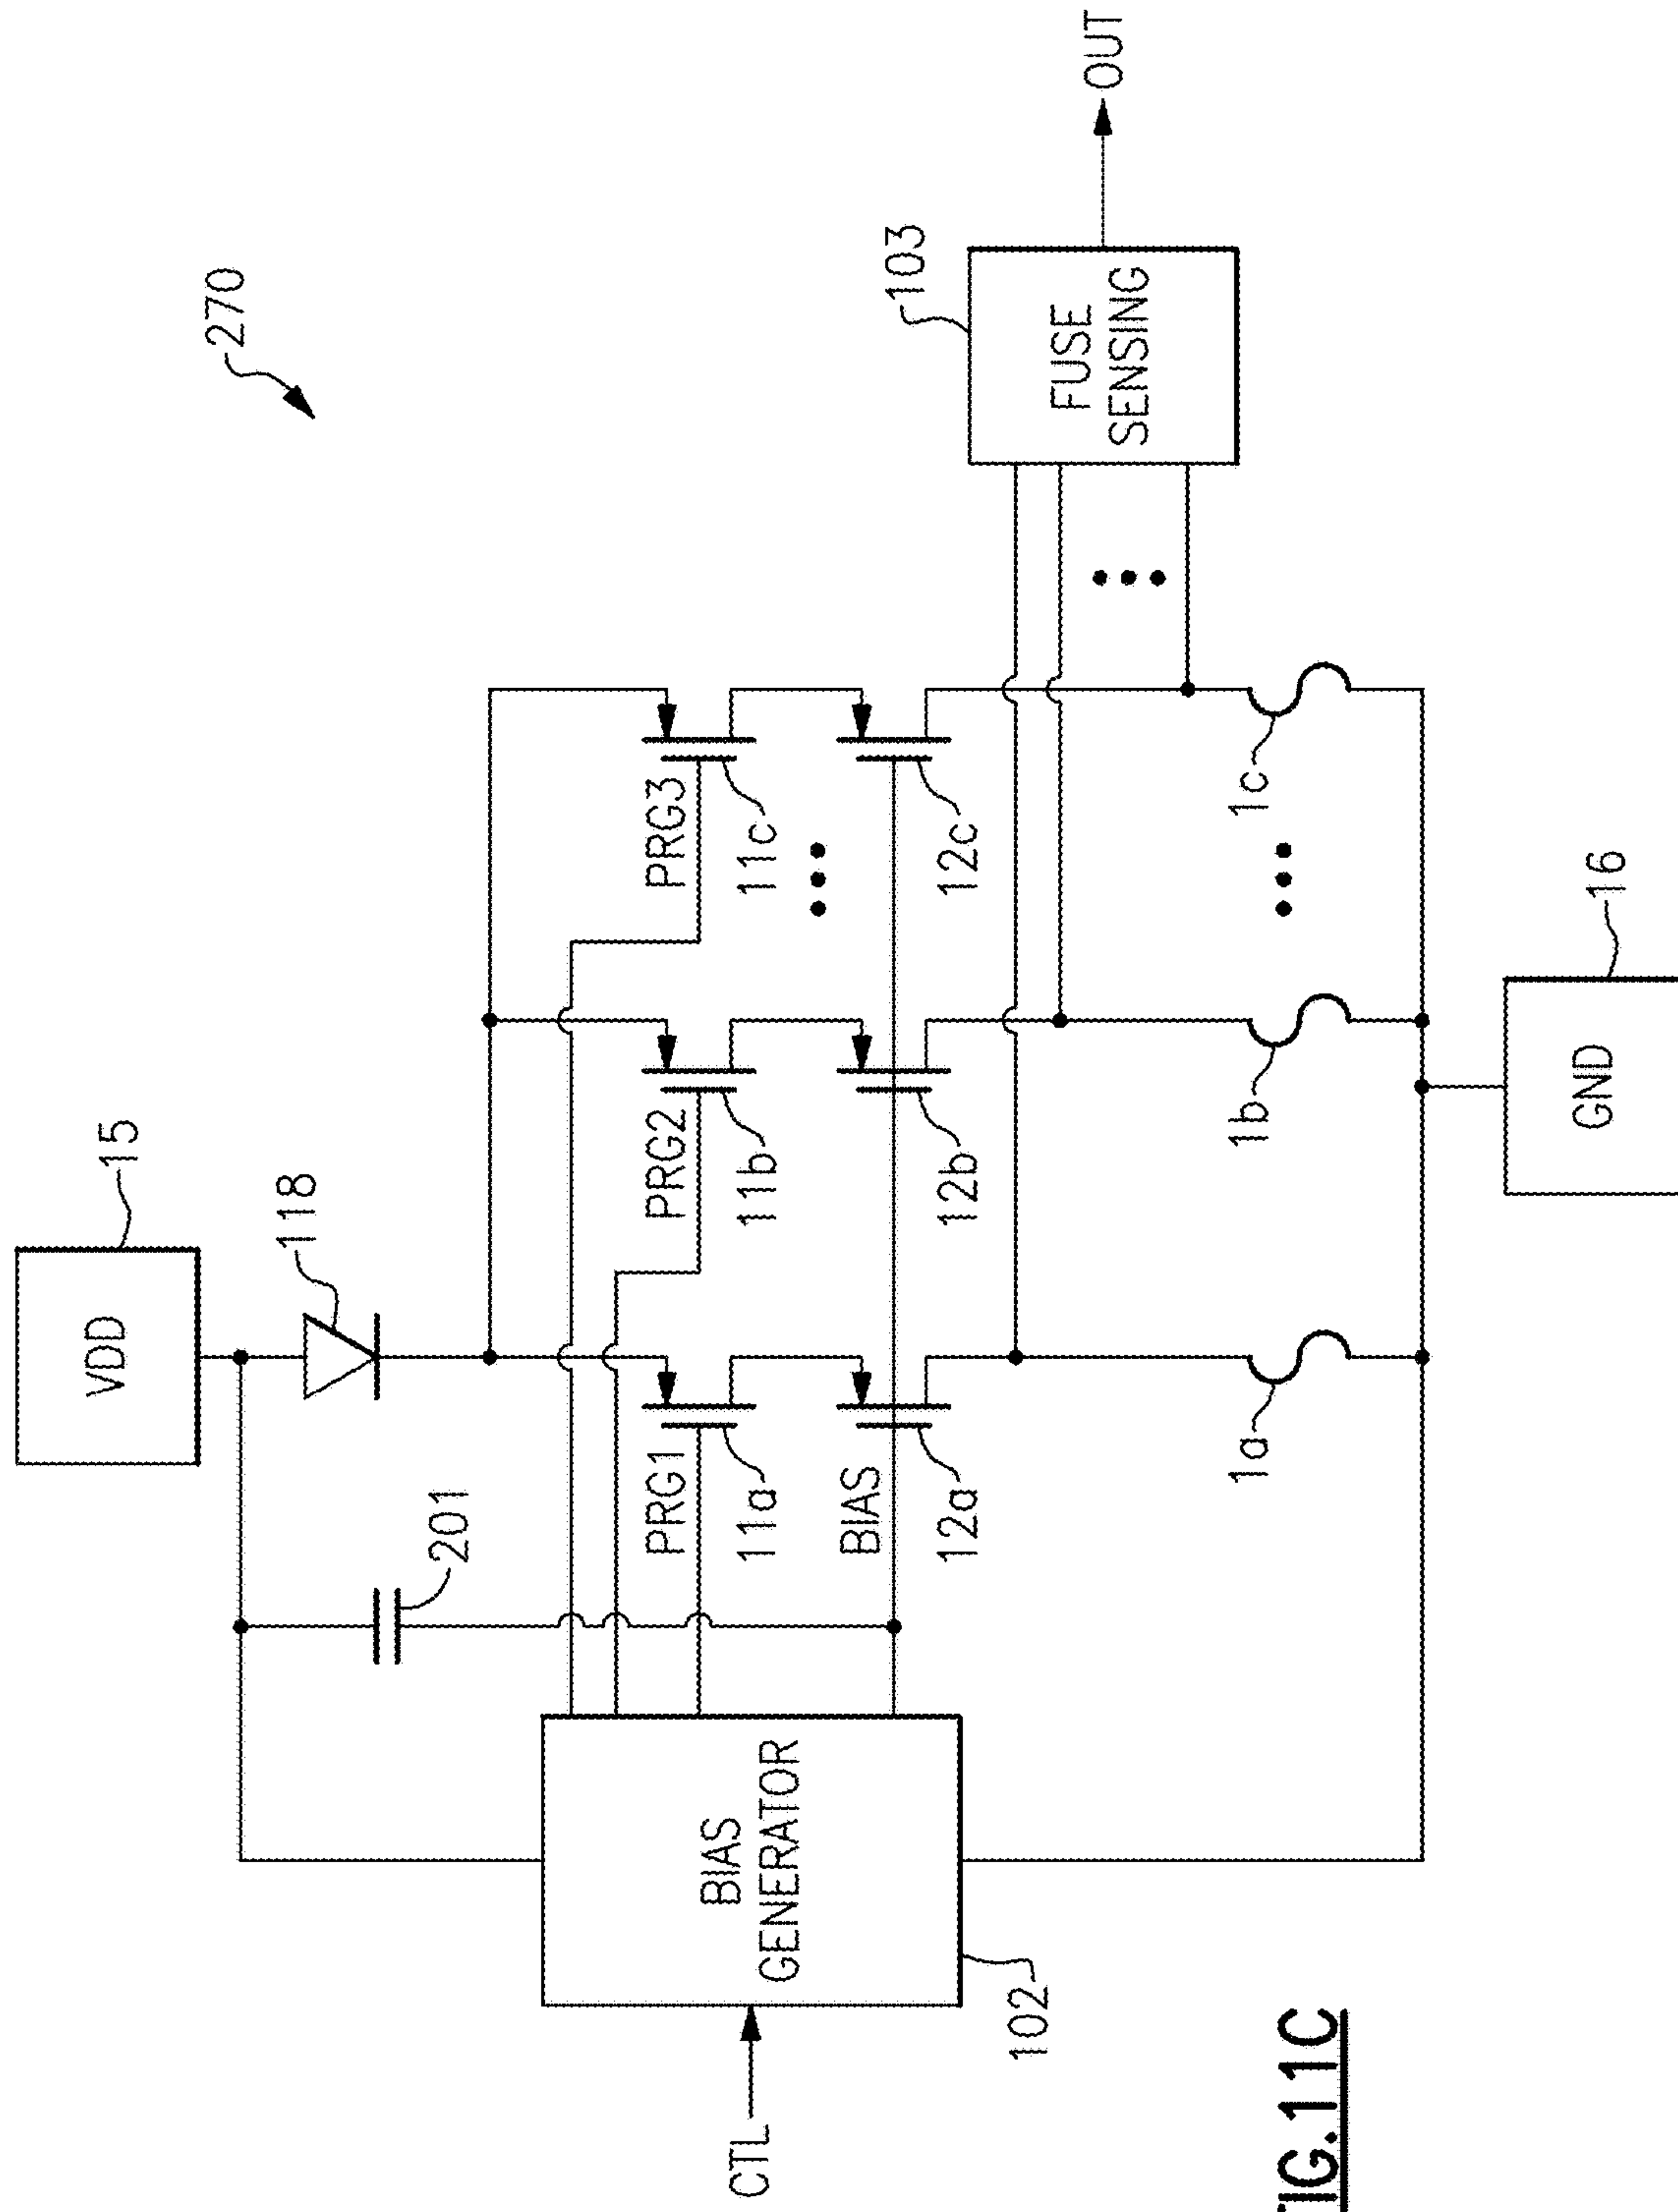 270
VDD
15
118
201
PRG1
11a
PRG2
11b
PRG3
11c
BIAS
12a
12b
12c
CTL
BIAS
GENERATOR
102
FUSE
SENSING
103
OUT
1a
1b
1c
GND
16
FIG.11C